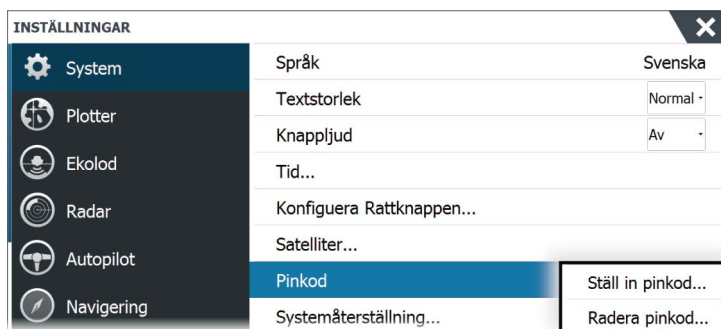 INSTÄLLNINGAR
System
Plotter
Ekolod
Radar
Autopilot
Navigering
Språk Svenska
Textstorlek Normal
Knappljud Av
Tid...
Konfiguera Rattknappen...
Satelliter...
Pinkod
Systemåterställning...
Ställ in pinkod...
Radera pinkod...